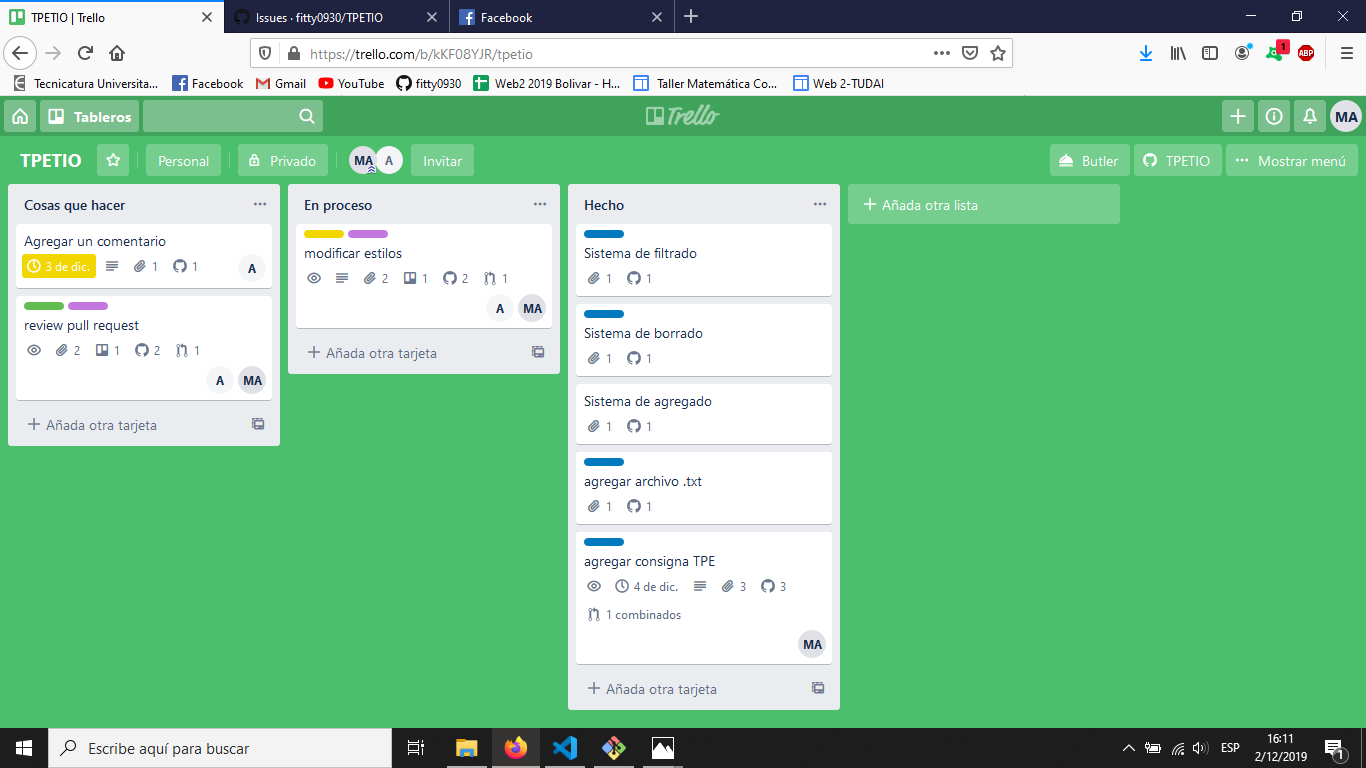 TPETIO | Trello
Issues · fitty0930/TPETIO
Facebook
https://trello.com/b/kKF08YJR/tpetio
1
ABP
Tecnicatura Universita...
Facebook
Gmail
YouTube
fitty0930
Web2 2019 Bolivar - H...
Taller Matemática Co...
Web 2-TUDAI
Tableros
Trello
MA
TPETIO
Personal
Privado
MA
A
Invitar
Butler
TPETIO
Mostrar menú
Cosas que hacer
Agregar un comentario
3 de dic.
1
1
A
review pull request
2
1
2
1
A
MA
Añada otra tarjeta
En proceso
modificar estilos
2
1
2
1
A
MA
Añada otra tarjeta
Hecho
Sistema de filtrado
1
1
Sistema de borrado
1
1
Sistema de agregado
1
1
agregar archivo .txt
1
1
agregar consigna TPE
4 de dic.
3
3
1 combinados
MA
Añada otra tarjeta
Añada otra lista
Escribe aquí para buscar
ESP
16:11
2/12/2019
1